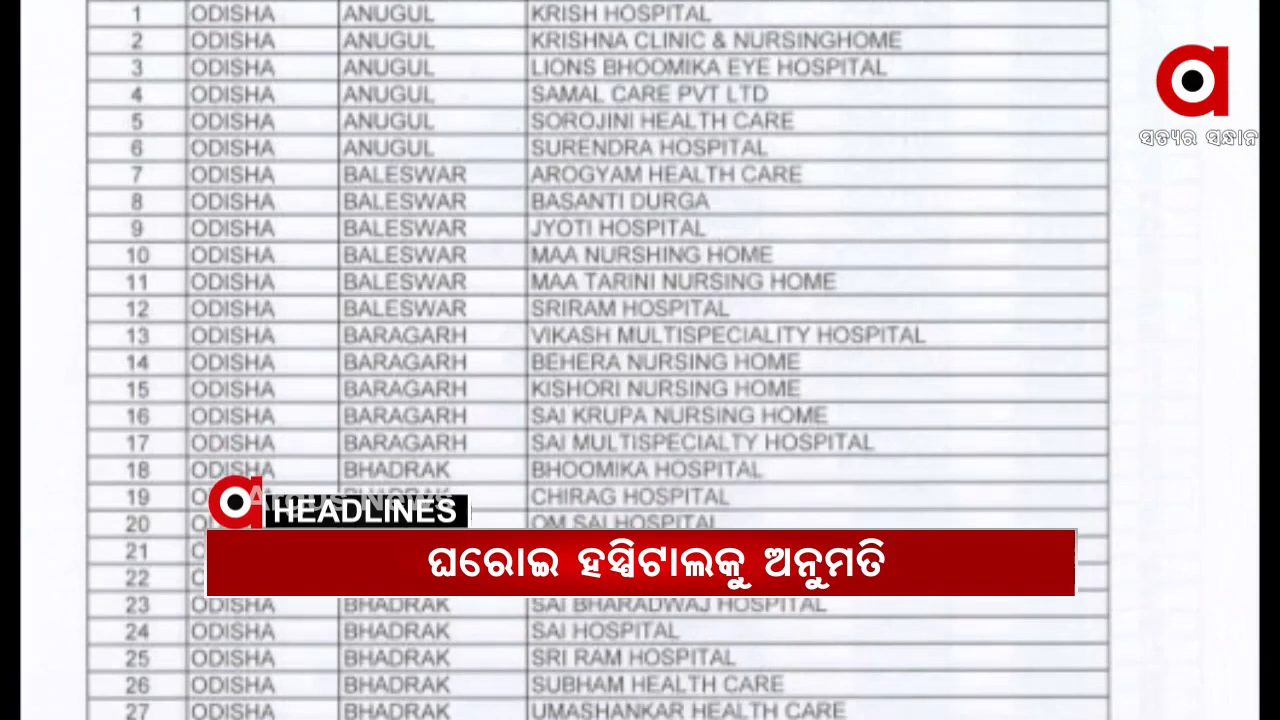 1 ODISHA ANUGUL KRISH HOSPITAL
2 ODISHA ANUGUL KRISHNA CLINIC & NURSINGHOME
3 ODISHA ANUGUL LIONS BHOOMIKA EYE HOSPITAL
4 ODISHA ANUGUL SAMAL CARE PVT LTD
5 ODISHA ANUGUL SOROJINI HEALTH CARE
6 ODISHA ANUGUL SURENDRA HOSPITAL
7 ODISHA BALESWAR AROGYAM HEALTH CARE
8 ODISHA BALESWAR BASANTI DURGA
9 ODISHA BALESWAR JYOTI HOSPITAL
10 ODISHA BALESWAR MAA NURSHING HOME
11 ODISHA BALESWAR MAA TARINI NURSING HOME
12 ODISHA BALESWAR SRIRAM HOSPITAL
13 ODISHA BARAGARH VIKASH MULTISPECIALITY HOSPITAL
14 ODISHA BARAGARH BEHERA NURSING HOME
15 ODISHA BARAGARH KISHORI NURSING HOME
16 ODISHA BARAGARH SAI KRUPA NURSING HOME
17 ODISHA BARAGARH SAI MULTISPECIALTY HOSPITAL
18 ODISHA BHADRAK BHOOMIKA HOSPITAL
19 CHIRAG HOSPITAL
20 OM SAI HOSPITAL
21
22
23 ODISHA BHADRAK SAI BHARADWAJ HOSPITAL
24 ODISHA BHADRAK SAI HOSPITAL
25 ODISHA BHADRAK SRI RAM HOSPITAL
26 ODISHA BHADRAK SUBHAM HEALTH CARE
27 ODISHA BHADRAK UMASHANKAR HEALTH CARE
ସତ୍ୟର ସନ୍ଧାନ
HEADLINES
ଘରୋଇ ହସ୍ପିଟାଲକୁ ଅନୁମତି